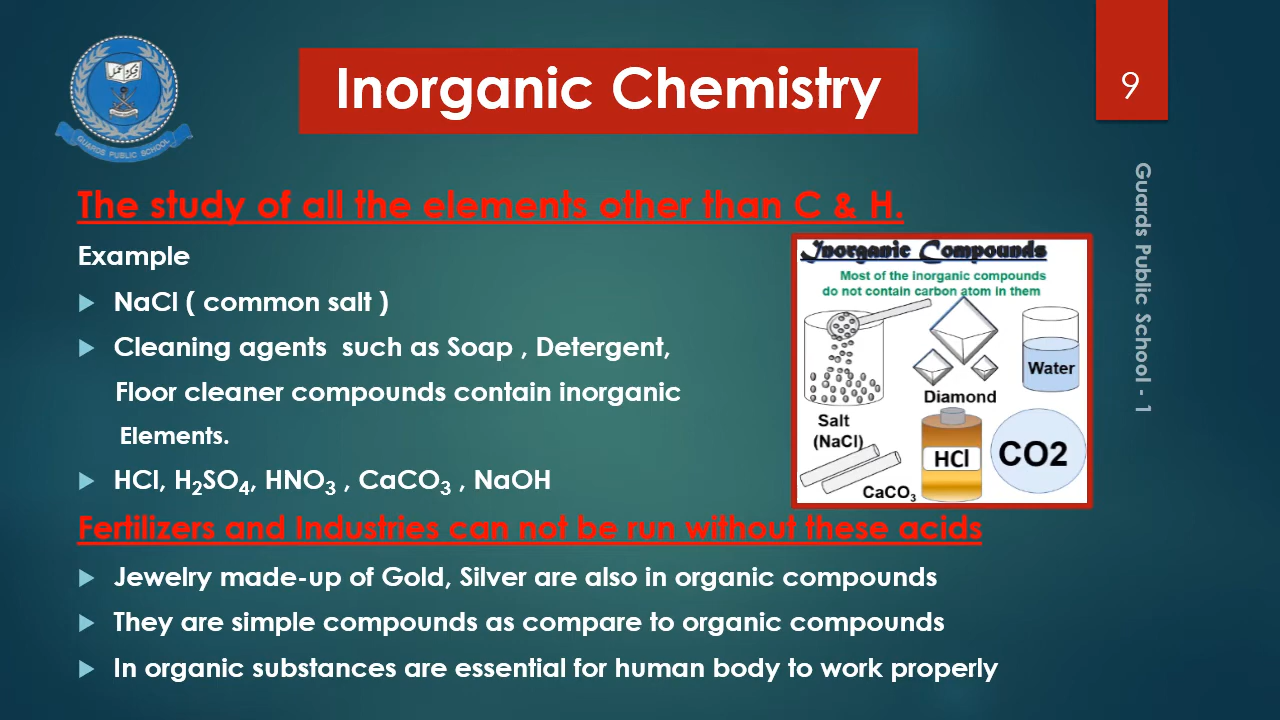 Inorganic Chemistry
9
GUARDS PUBLIC SCHOOL
Guards Public School - 1
The study of all the elements other than C & H.
Example
NaCl ( common salt )
Cleaning agents such as Soap , Detergent,
Floor cleaner compounds contain inorganic
Elements.
HCl, H₂SO₄, HNO₃ , CaCO₃ , NaOH
Inorganic Compounds
Most of the inorganic compounds
do not contain carbon atom in them
Water
Diamond
Salt
(NaCl)
HCl
CO2
CaCO₃
Fertilizers and Industries can not be run without these acids
Jewelry made-up of Gold, Silver are also in organic compounds
They are simple compounds as compare to organic compounds
In organic substances are essential for human body to work properly